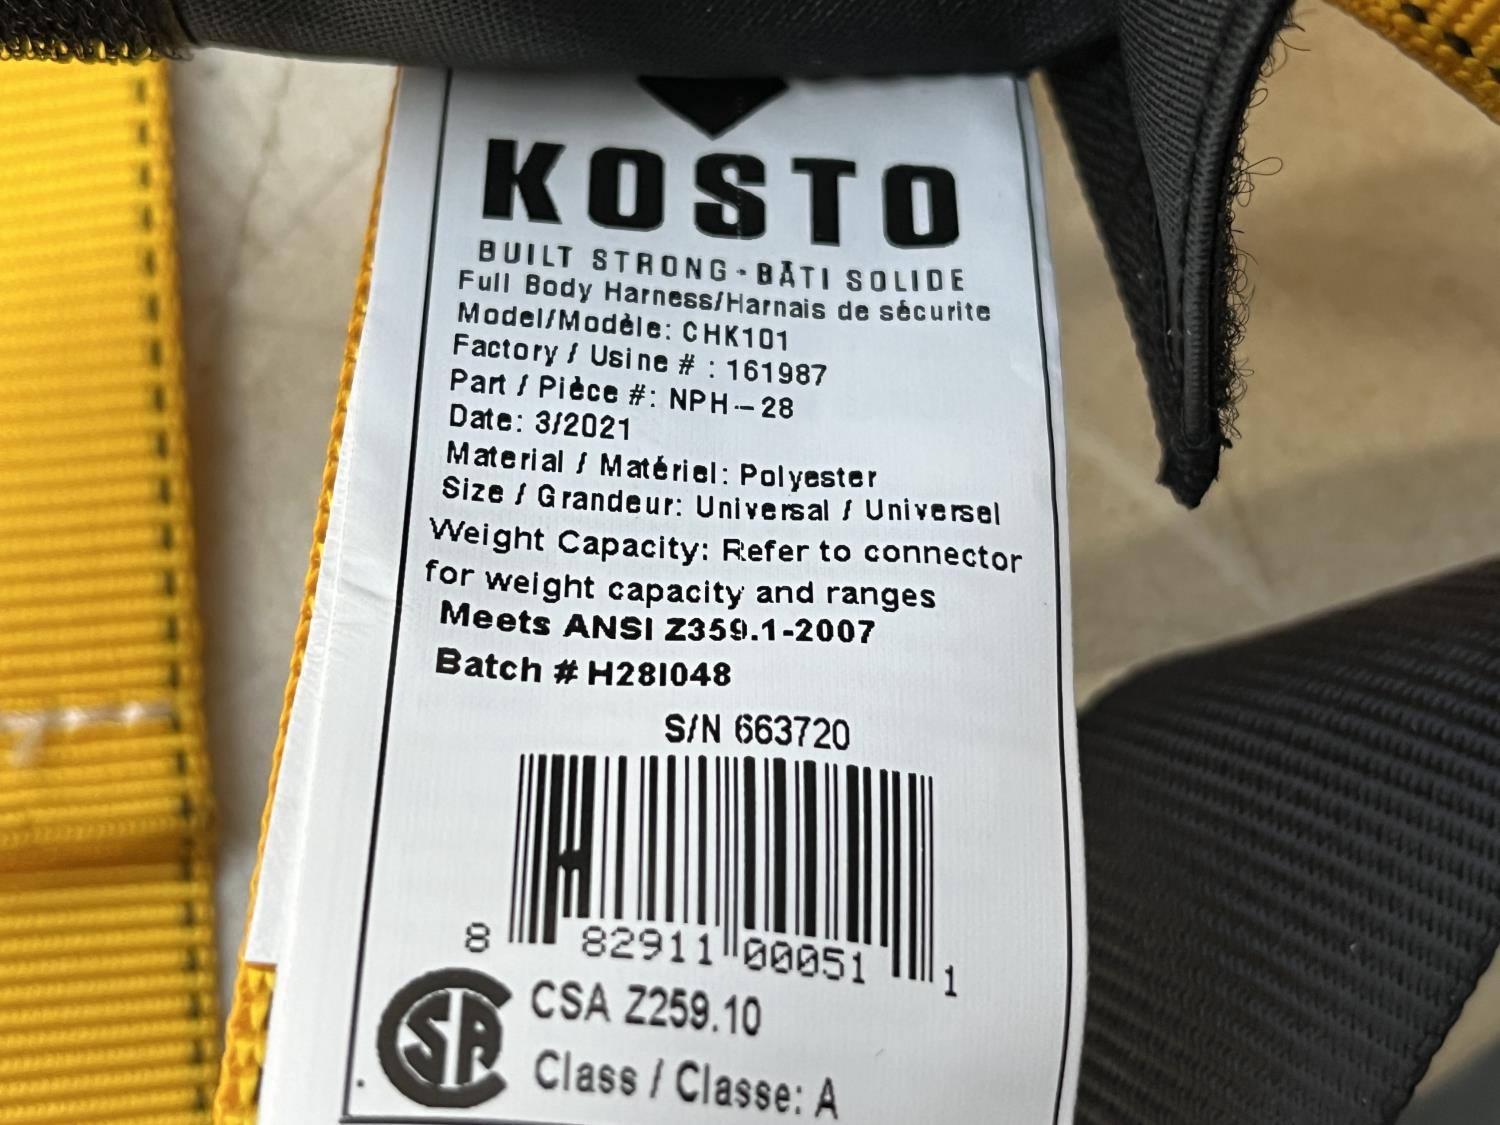 KOSTO
BUILT STRONG - BÂTI SOLIDE
Full Body Harness/Harnais de sécurite
Model/Modèle: CHK101
Factory / Usine # : 161987
Part / Pièce #: NPH-28
Date: 3/2021
Material / Matériel: Polyester
Size / Grandeur: Universal / Universel
Weight Capacity: Refer to connector
for weight capacity and ranges
Meets ANSI Z359.1-2007
Batch # H28I048
S/N 663720
8 82911 00051 1
CSA Z259.10
Class / Classe: A